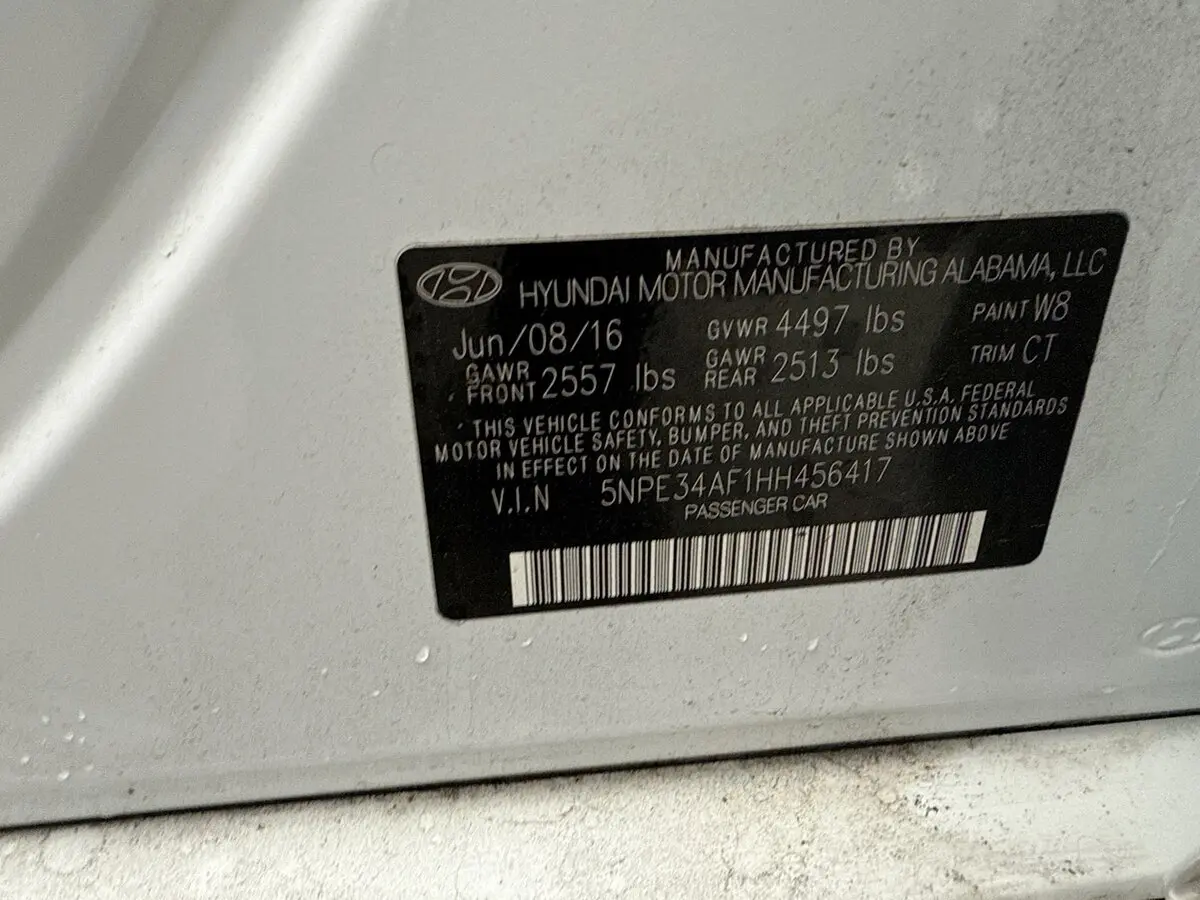 MANUFACTURED BY
HYUNDAI MOTOR MANUFACTURING ALABAMA, LLC
Jun/08/16 GVWR 4497 lbs PAINT W8
GAWR FRONT 2557 lbs GAWR REAR 2513 lbs TRIM CT
THIS VEHICLE CONFORMS TO ALL APPLICABLE U.S.A. FEDERAL
MOTOR VEHICLE SAFETY, BUMPER, AND THEFT PREVENTION STANDARDS
IN EFFECT ON THE DATE OF MANUFACTURE SHOWN ABOVE
V.I.N 5NPE34AF1HH456417
PASSENGER CAR